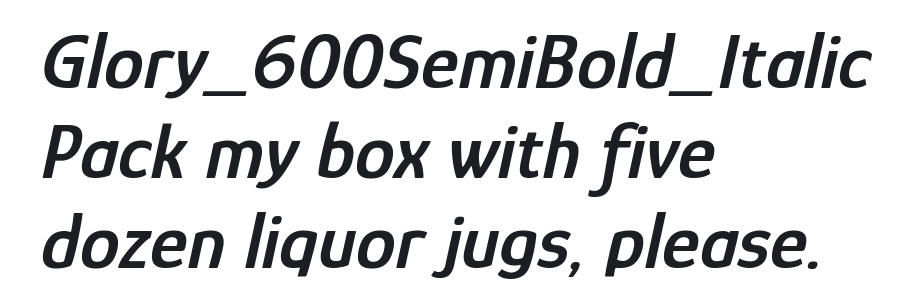 Glory_600SemiBold_Italic
Pack my box with five
dozen liquor jugs, please.